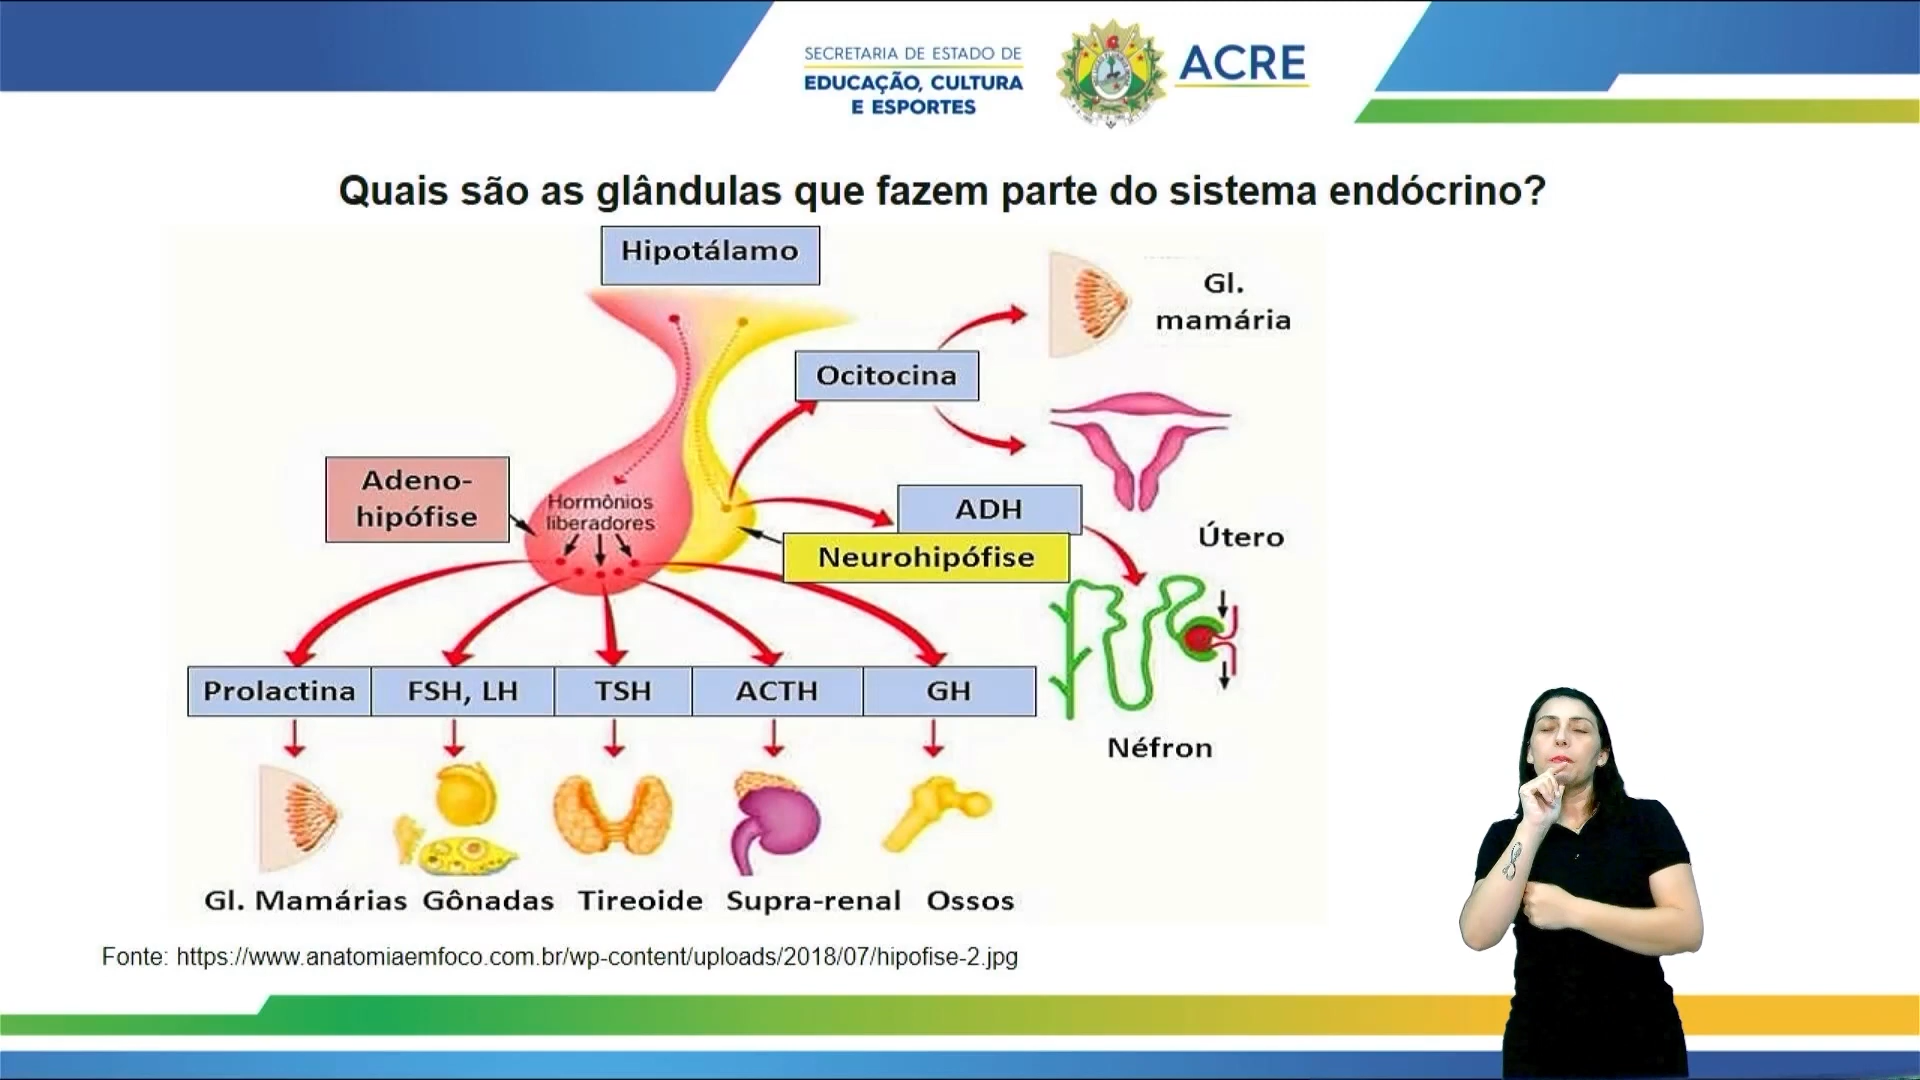 SECRETARIA DE ESTADO DE
EDUCAÇÃO, CULTURA
E ESPORTES
ACRE
Quais são as glândulas que fazem parte do sistema endócrino?
Hipotálamo
Gl.
mamária
Ocitocina
Adeno-
hipófise
Hormônios
liberadores
ADH
Neurohipófise
Útero
Prolactina
FSH, LH
TSH
ACTH
GH
Néfron
Gl. Mamárias
Gônadas
Tireoide
Supra-renal
Ossos
Fonte: https://www.anatomiaemfoco.com.br/wp-content/uploads/2018/07/hipofise-2.jpg